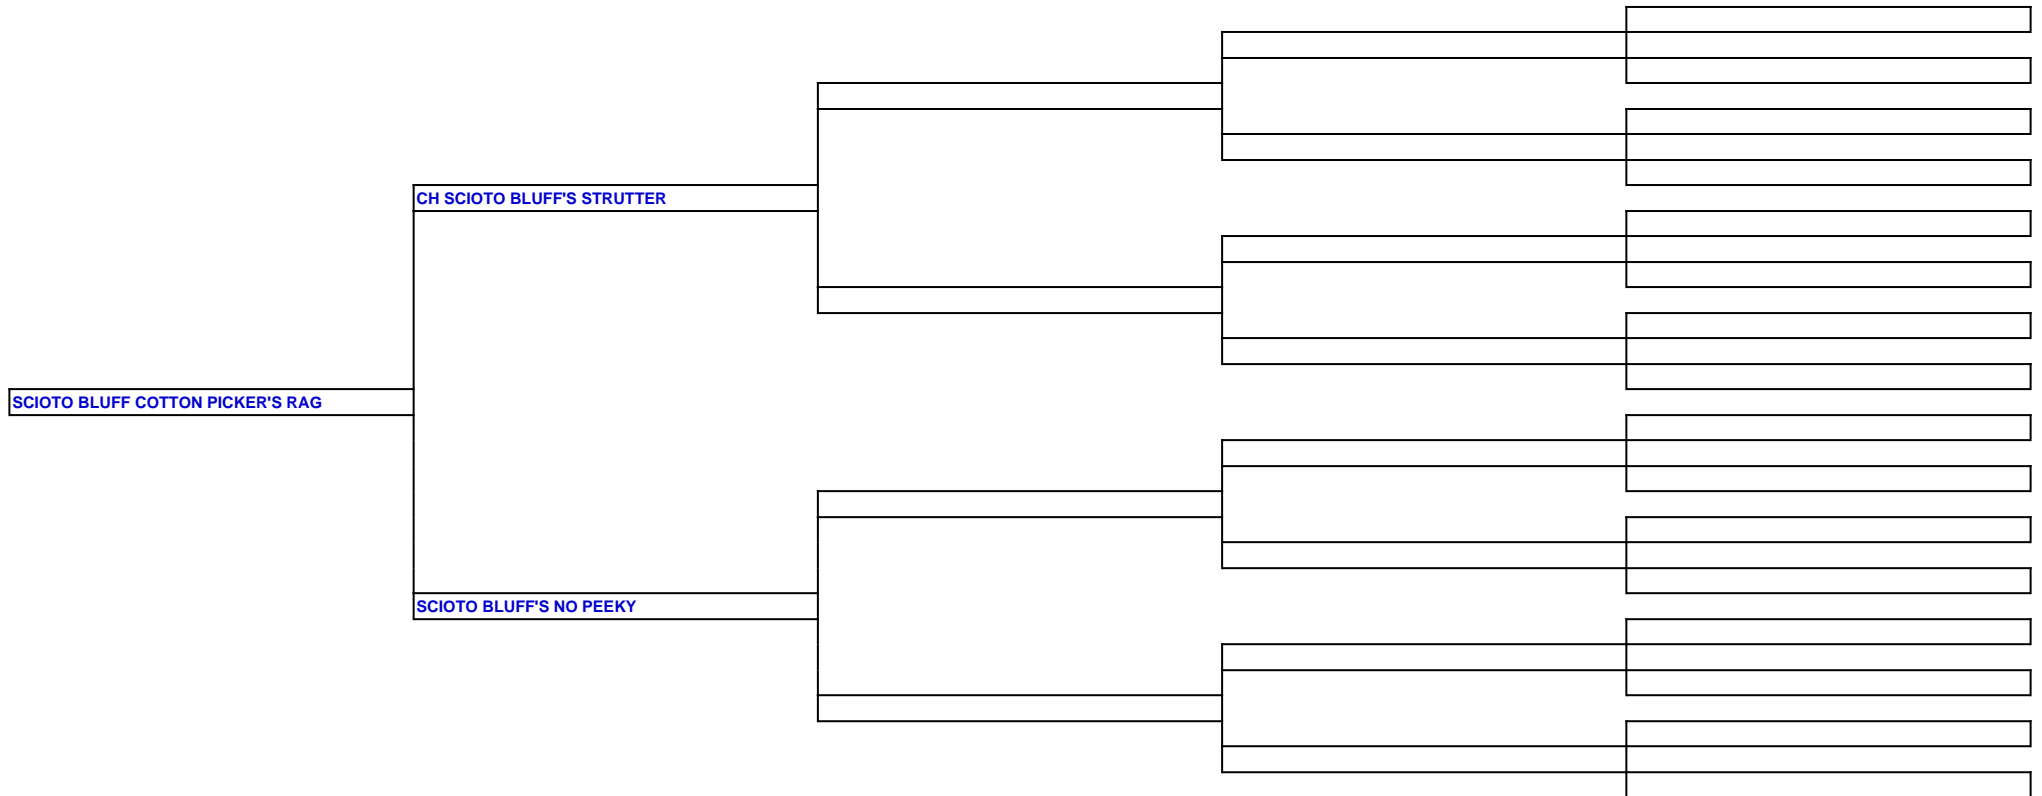 CH SCIOTO BLUFF'S STRUTTER
SCIOTO BLUFF COTTON PICKER'S RAG
SCIOTO BLUFF'S NO PEEKY